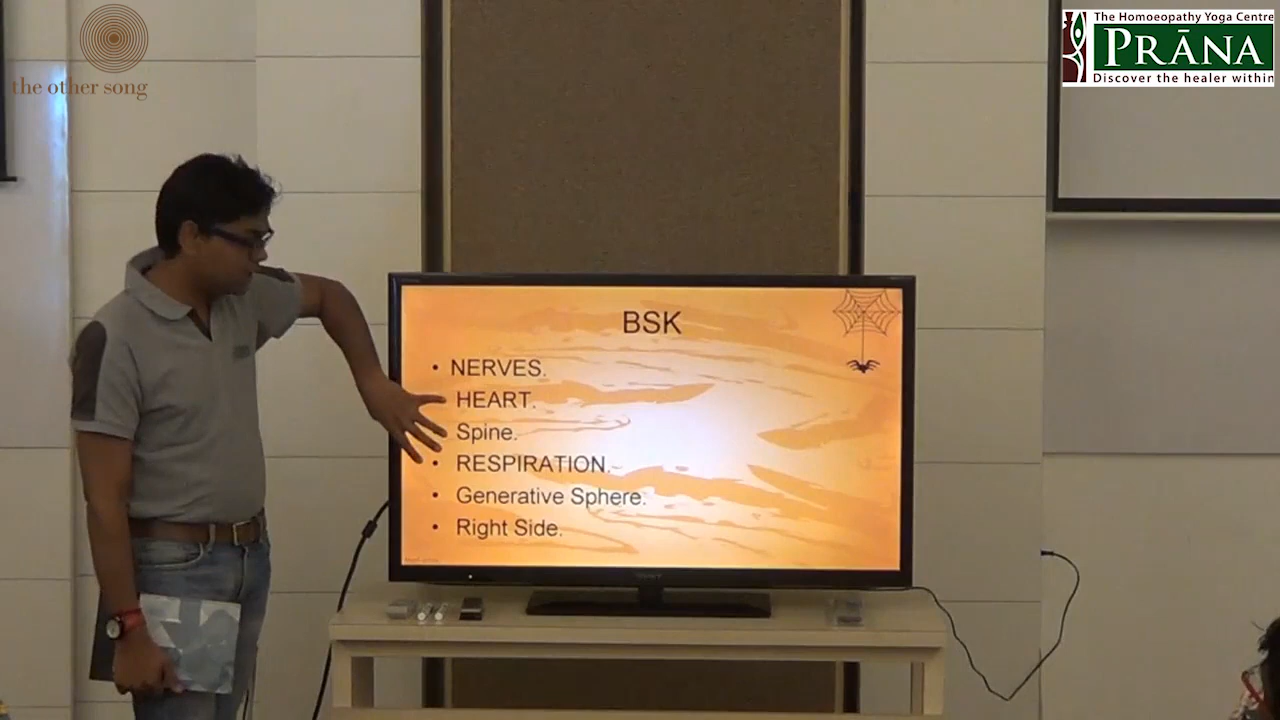 the other song
The Homoeopathy Yoga Centre
PRĀNA
Discover the healer within
BSK
• NERVES.
HEART.
Spine.
• RESPIRATION.
• Generative Sphere.
• Right Side.